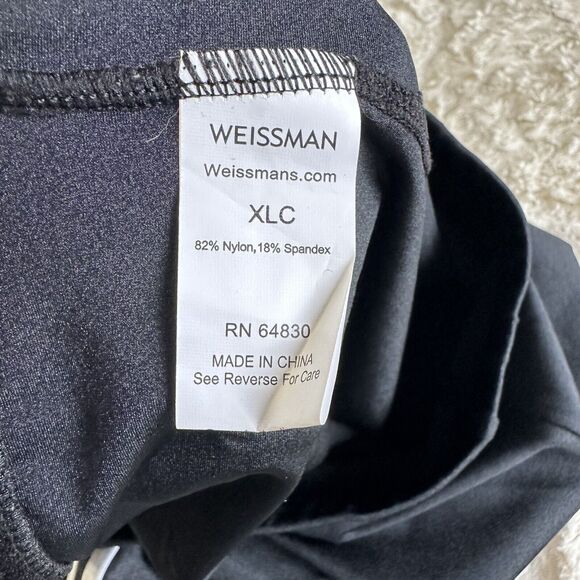 WEISSMAN
Weissmans.com
XLC
82% Nylon,18% Spandex
RN 64830
MADE IN CHINA
See Reverse For Care